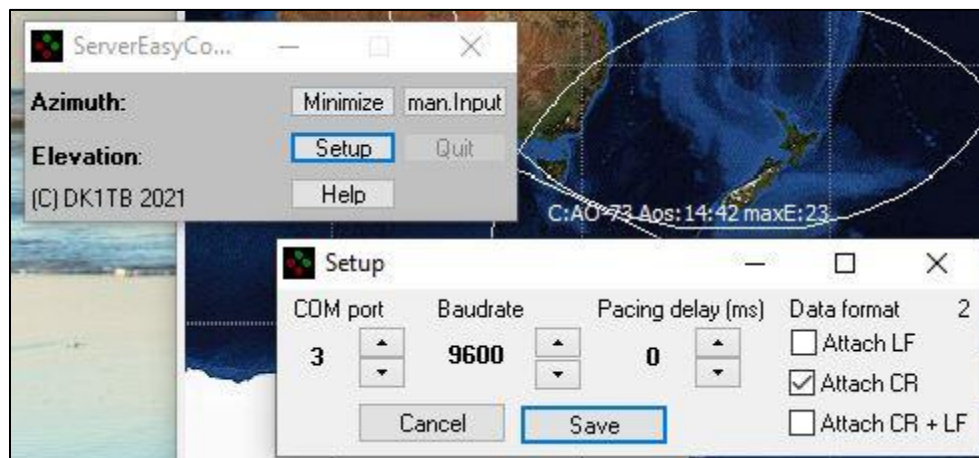 ServerEasyCo...
Azimuth:
Minimize
man.Input
Elevation:
Setup
Quit
(C) DK1TB 2021
Help
C:AO-73 Aos:14:42 maxE:23
Setup
COM port
Baudrate
Pacing delay (ms)
Data format
2
3
9600
0
Attach LF
Attach CR
Attach CR + LF
Cancel
Save